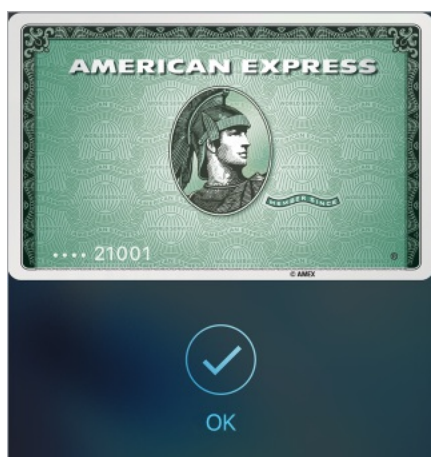 AMERICAN EXPRESS
MEMBER SINCE
•••• 21001
®
© AMEX
OK